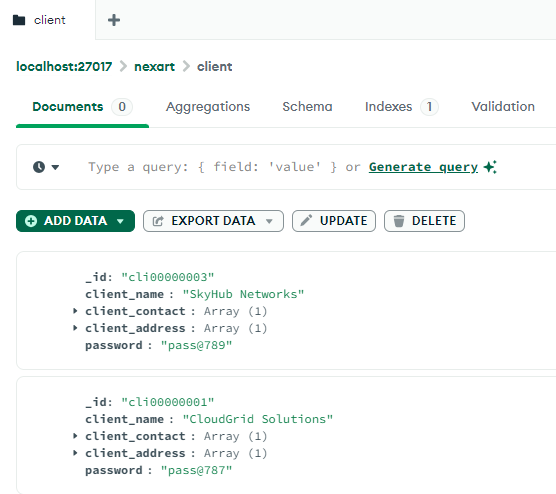 client
localhost:27017 > nexart > client
Documents 0 Aggregations Schema Indexes 1 Validation
Type a query: { field: 'value' } or Generate query
ADD DATA EXPORT DATA UPDATE DELETE
_id: "cli00000003"
client_name : "SkyHub Networks"
client_contact : Array (1)
client_address : Array (1)
password : "pass@789"
_id: "cli00000001"
client_name : "CloudGrid Solutions"
client_contact : Array (1)
client_address : Array (1)
password : "pass@787"